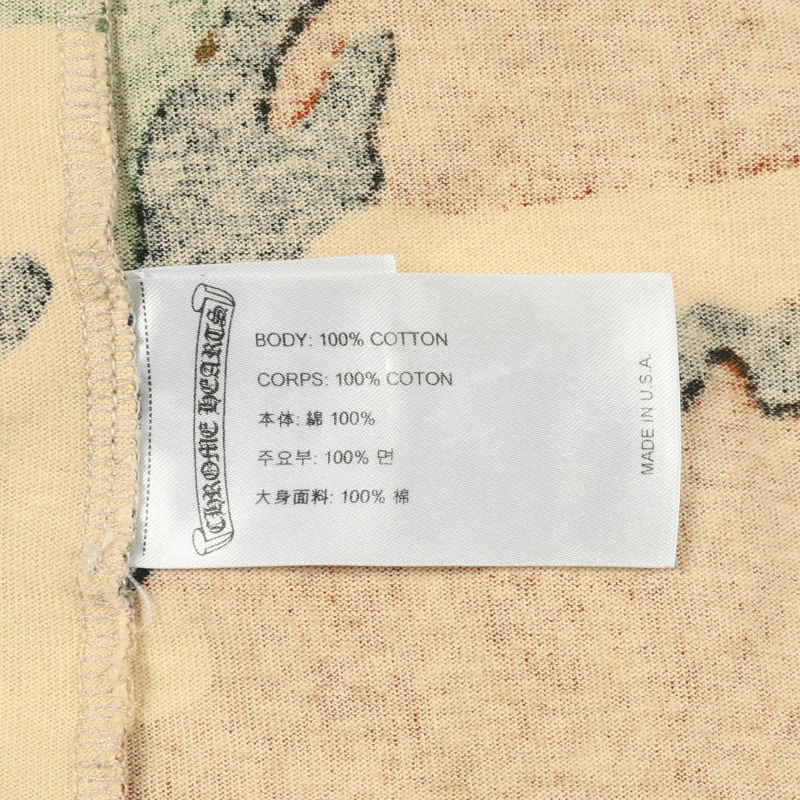 CHROME HEARTS
BODY: 100% COTTON
CORPS: 100% COTON
本体: 綿 100%
주요부: 100% 면
大身面料: 100% 棉
MADE IN U.S.A.